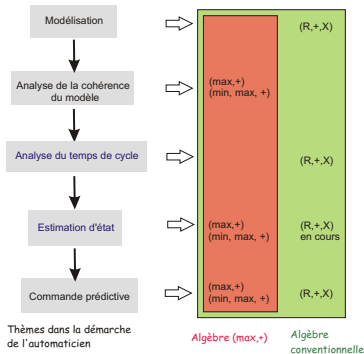 Modélisation
(R,+,X)
Analyse de la cohérence
du modèle
(max,+)
(min, max, +)
Analyse du temps de cycle
(R,+,X)
Estimation d'état
(max,+)
(min, max, +)
(R,+,X)
en cours
Commande prédictive
(max,+)
(min, max, +)
(R,+,X)
Thèmes dans la démarche
de l'automaticien
Algèbre (max,+)
Algèbre
conventionnelle